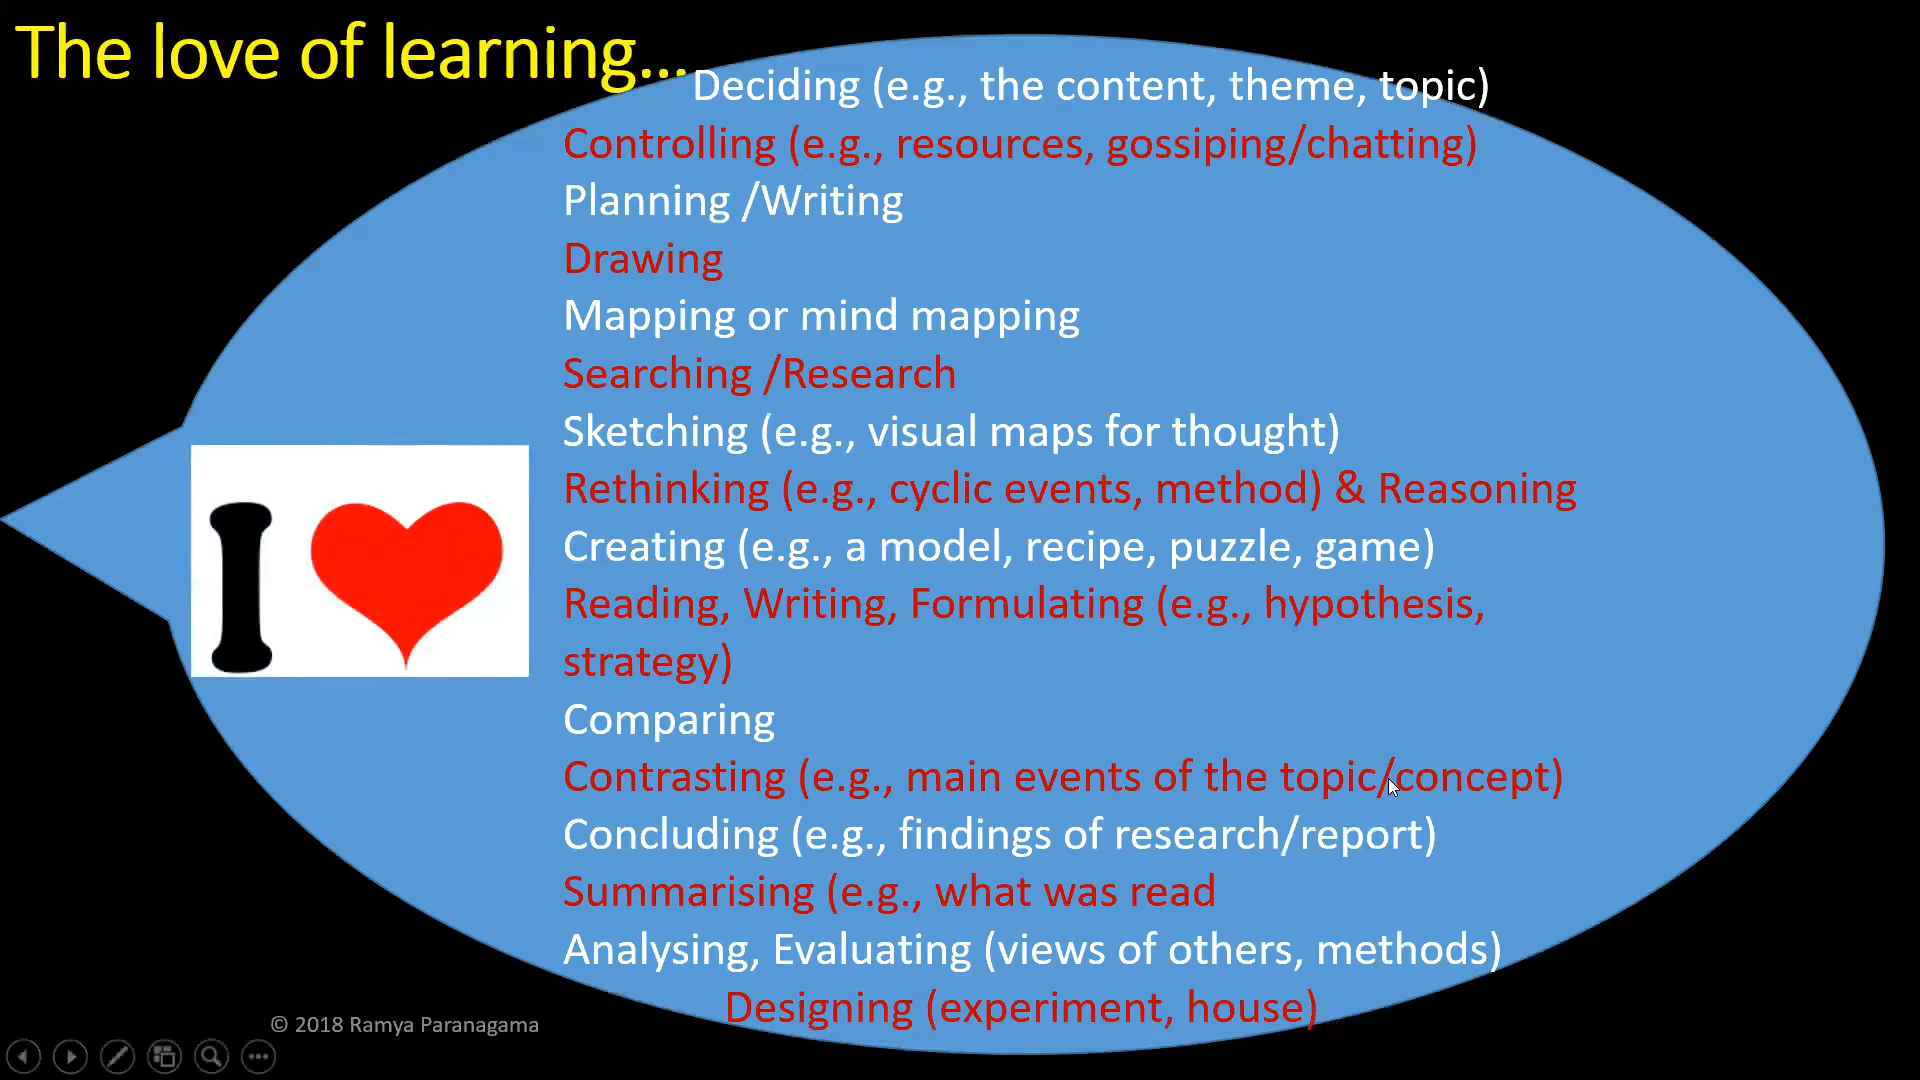 The love of learning...
Deciding (e.g., the content, theme, topic)
Controlling (e.g., resources, gossiping/chatting)
Planning /Writing
Drawing
Mapping or mind mapping
Searching /Research
Sketching (e.g., visual maps for thought)
Rethinking (e.g., cyclic events, method) & Reasoning
Creating (e.g., a model, recipe, puzzle, game)
Reading, Writing, Formulating (e.g., hypothesis,
strategy)
Comparing
Contrasting (e.g., main events of the topic/concept)
Concluding (e.g., findings of research/report)
Summarising (e.g., what was read
Analysing, Evaluating (views of others, methods)
Designing (experiment, house)
I
© 2018 Ramya Paranagama